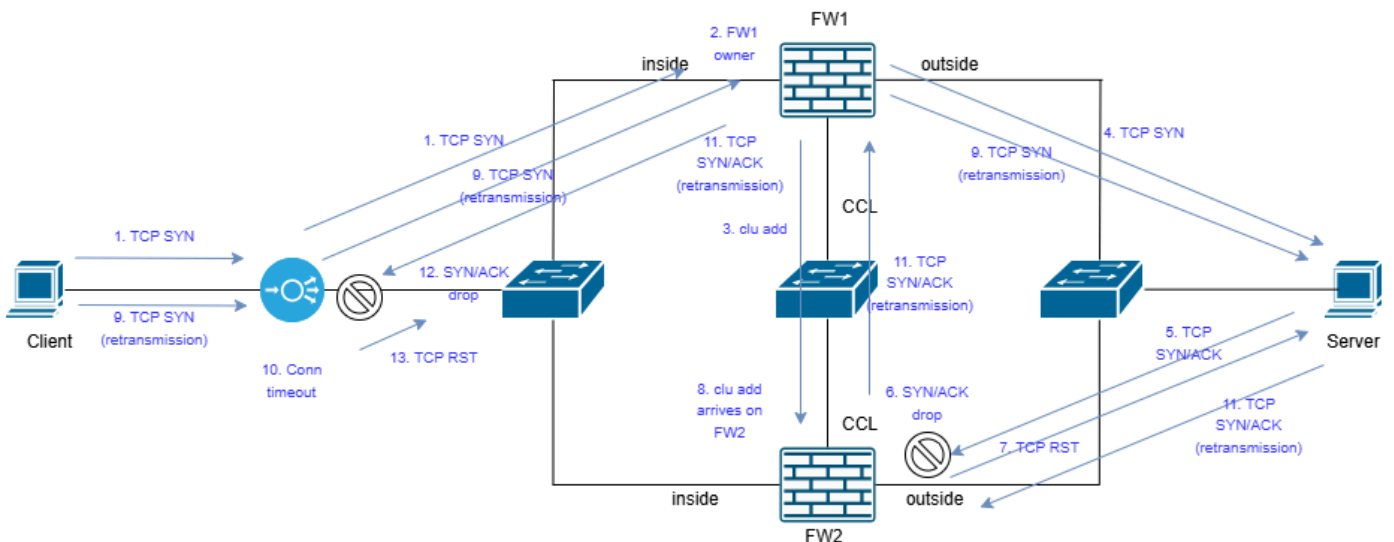 FW1
2. FW1
owner
inside
outside
1. TCP SYN
4. TCP SYN
11. TCP
SYN/ACK
(retransmission)
9. TCP SYN
(retransmission)
9. TCP SYN
(retransmission)
CCL
3. clu add
1. TCP SYN
12. SYN/ACK
drop
11. TCP
SYN/ACK
(retransmission)
9. TCP SYN
(retransmission)
Client
Server
5. TCP
SYN/ACK
13. TCP RST
10. Conn
timeout
8. clu add
arrives on
FW2
6. SYN/ACK
drop
CCL
11. TCP
SYN/ACK
(retransmission)
7. TCP RST
inside
outside
FW2